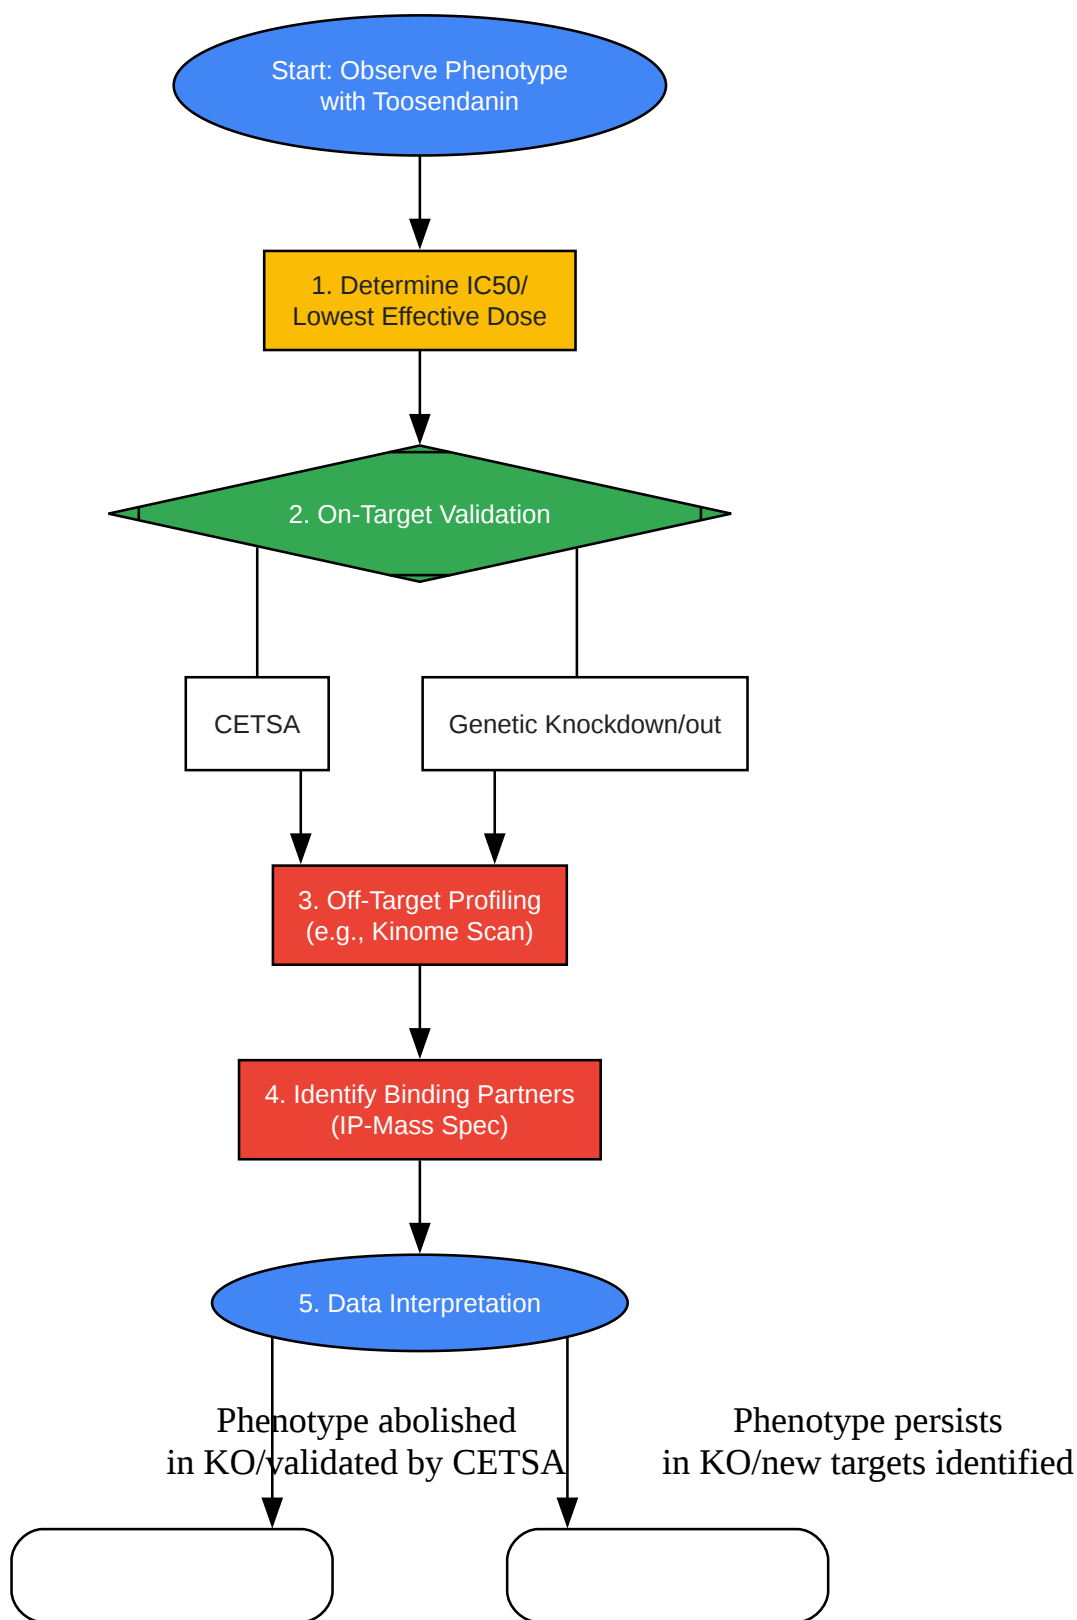 Start: Observe Phenotype
with Toosendanin
1. Determine IC50/
Lowest Effective Dose
2. On-Target Validation
CETSA
Genetic Knockdown/out
3. Off-Target Profiling
(e.g., Kinome Scan)
4. Identify Binding Partners
(IP-Mass Spec)
5. Data Interpretation
Phenotype abolished
in KO/validated by CETSA
Phenotype persists
in KO/new targets identified